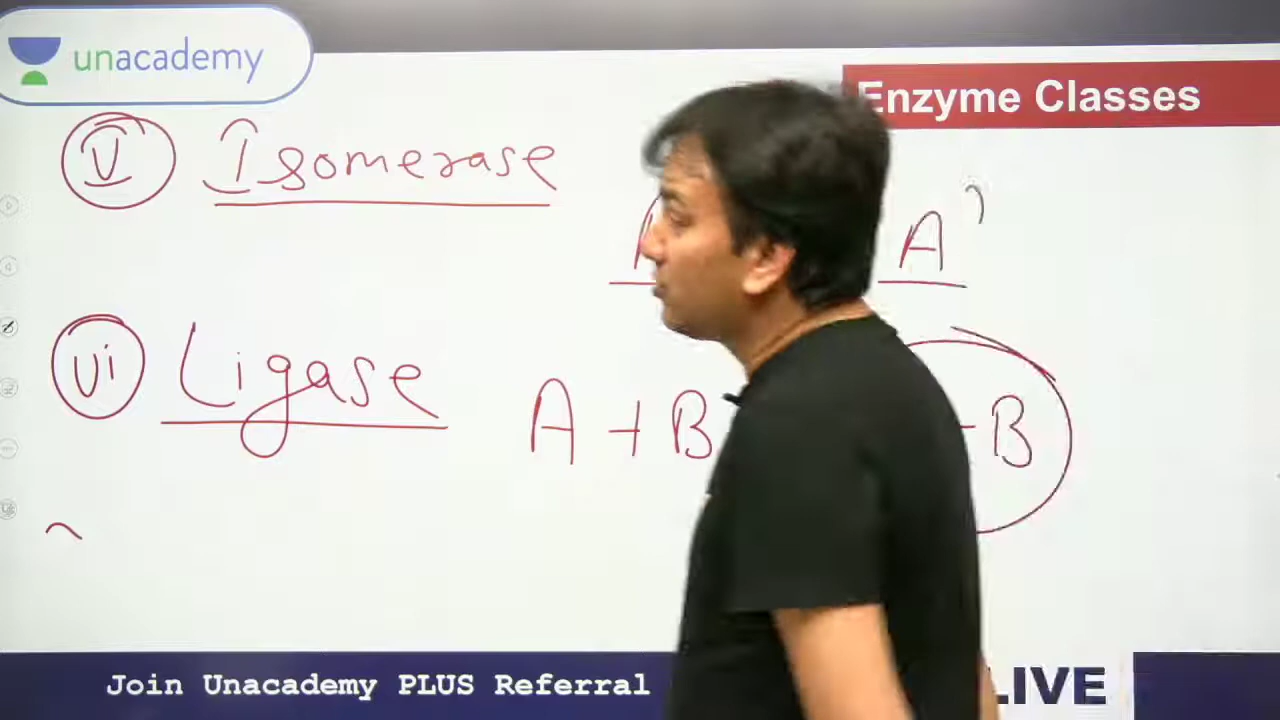 unacademy
Enzyme Classes
V Isomerase A'
vi Ligase A + B - B
Join Unacademy PLUS Referral
LIVE